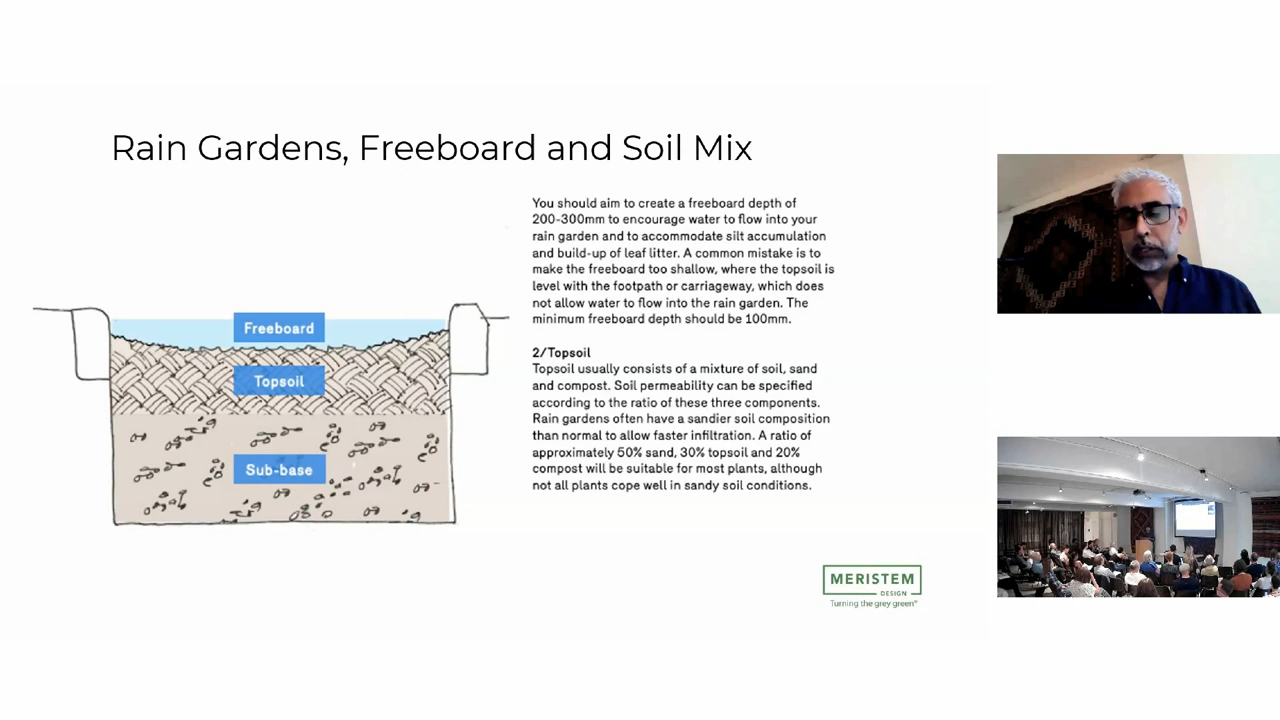 Rain Gardens, Freeboard and Soil Mix
You should aim to create a freeboard depth of
200-300mm to encourage water to flow into your
rain garden and to accommodate silt accumulation
and build-up of leaf litter. A common mistake is to
make the freeboard too shallow, where the topsoil is
level with the footpath or carriageway, which does
not allow water to flow into the rain garden. The
minimum freeboard depth should be 100mm.
2/Topsoil
Topsoil usually consists of a mixture of soil, sand
and compost. Soil permeability can be specified
according to the ratio of these three components.
Rain gardens often have a sandier soil composition
than normal to allow faster infiltration. A ratio of
approximately 50% sand, 30% topsoil and 20%
compost will be suitable for most plants, although
not all plants cope well in sandy soil conditions.
Freeboard
Topsoil
Sub-base
MERISTEM
DESIGN
Turning the grey green"